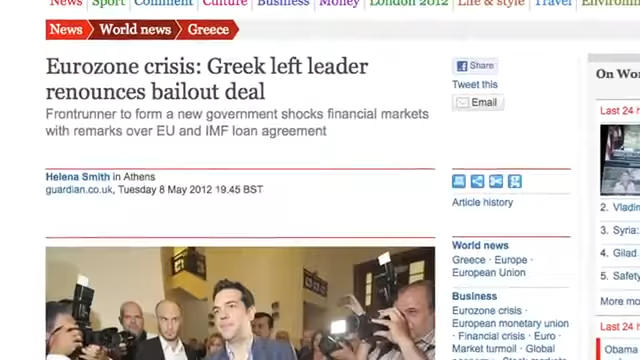 News Sport Comment Culture Business Money London 2012 Life & style Travel
News World news Greece
Eurozone crisis: Greek left leader
renounces bailout deal
Frontrunner to form a new government shocks financial markets
with remarks over EU and IMF loan agreement
Helena Smith in Athens
guardian.co.uk, Tuesday 8 May 2012 19.45 BST
Share
Tweet this
Email
Article history
World news
Greece · Europe ·
European Union
Business
Eurozone crisis ·
European monetary union
· Financial crisis · Euro ·
Market turmoil · Global
On
Last 24
2. Vladim
3. Syria:
4. Gilad
5. Safety
More
Last 24
Obama